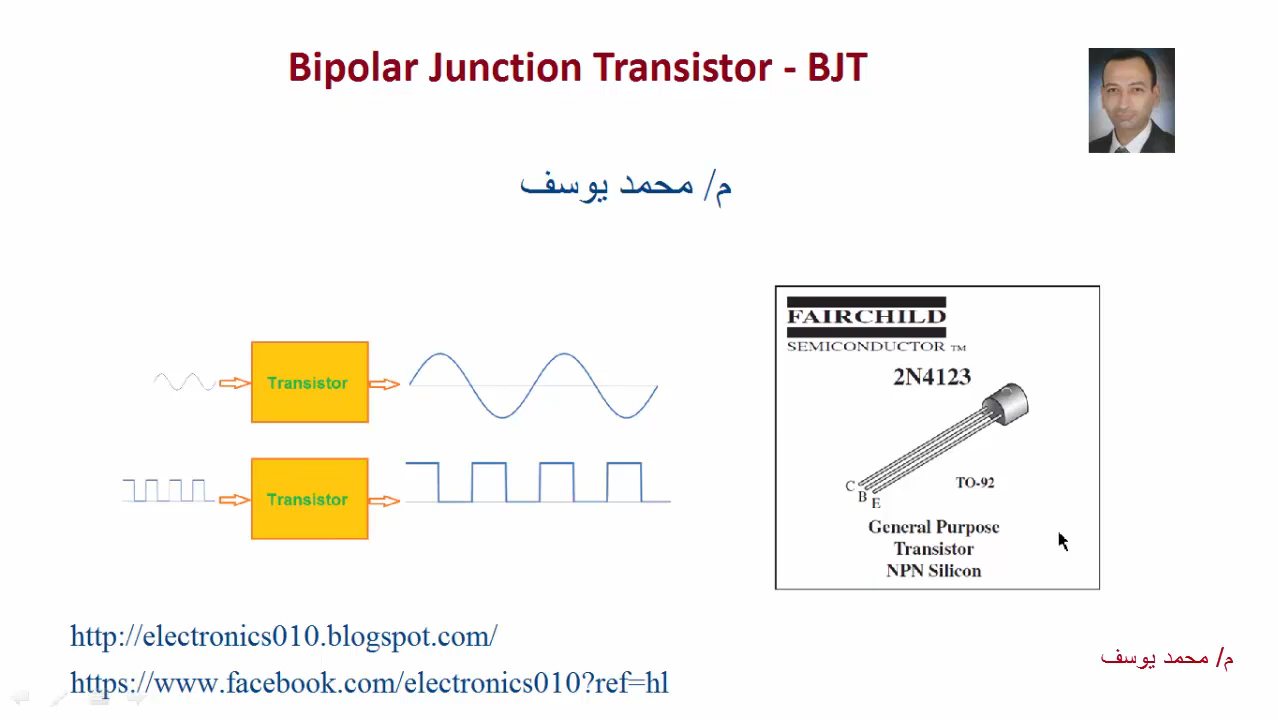 Bipolar Junction Transistor - BJT
م/ محمد يوسف
Transistor
Transistor
FAIRCHILD
SEMICONDUCTOR TM
2N4123
C
B
E
TO-92
General Purpose
Transistor
NPN Silicon
http://electronics010.blogspot.com/
https://www.facebook.com/electronics010?ref=hl
م/ محمد يوسف